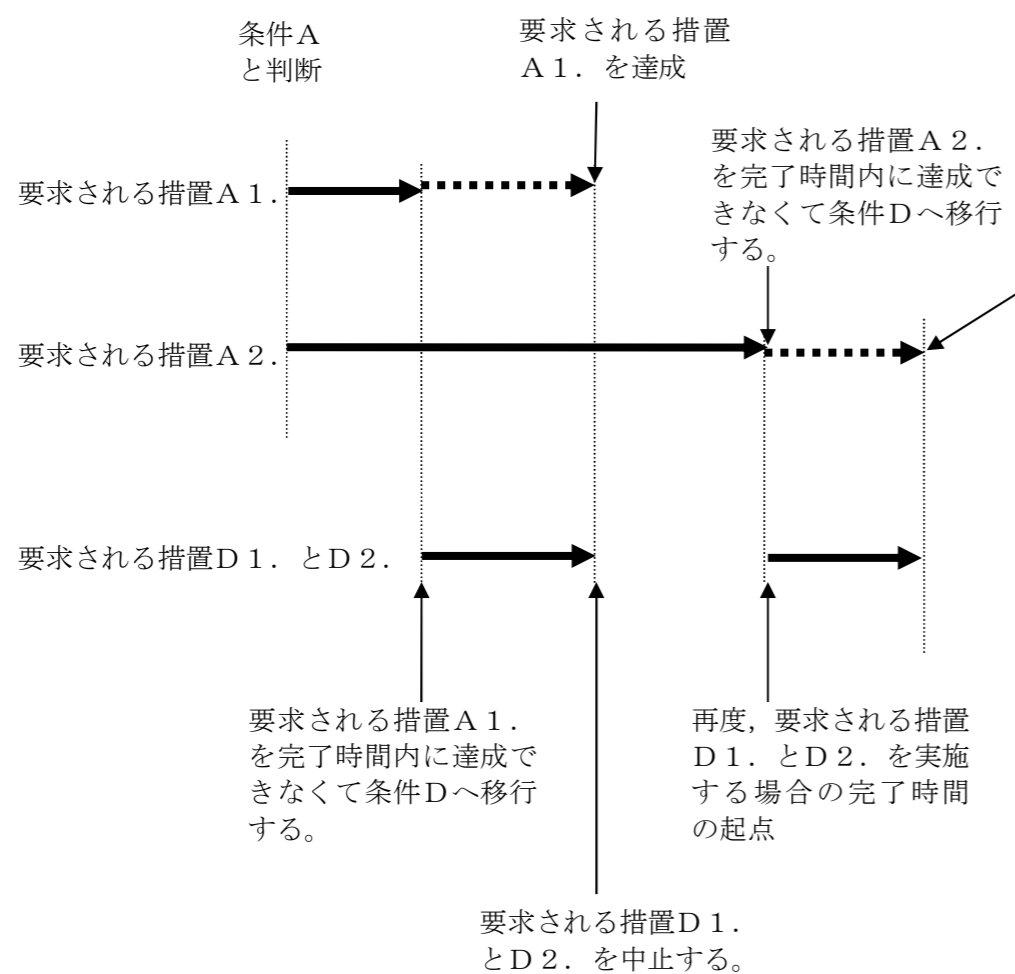 条件Ａ
と判断
要求される措置
Ａ１．を達成
要求される措置Ａ２．
を完了時間内に達成で
きなくて条件Ｄへ移行
する。
要求される措置Ａ１．
要求される措置Ａ２．
要求される措置Ｄ１．とＤ２．
要求される措置Ａ１．
を完了時間内に達成で
きなくて条件Ｄへ移行
する。
再度，要求される措置
Ｄ１．とＤ２．を実施
する場合の完了時間
の起点
要求される措置Ｄ１．
とＤ２．を中止する。